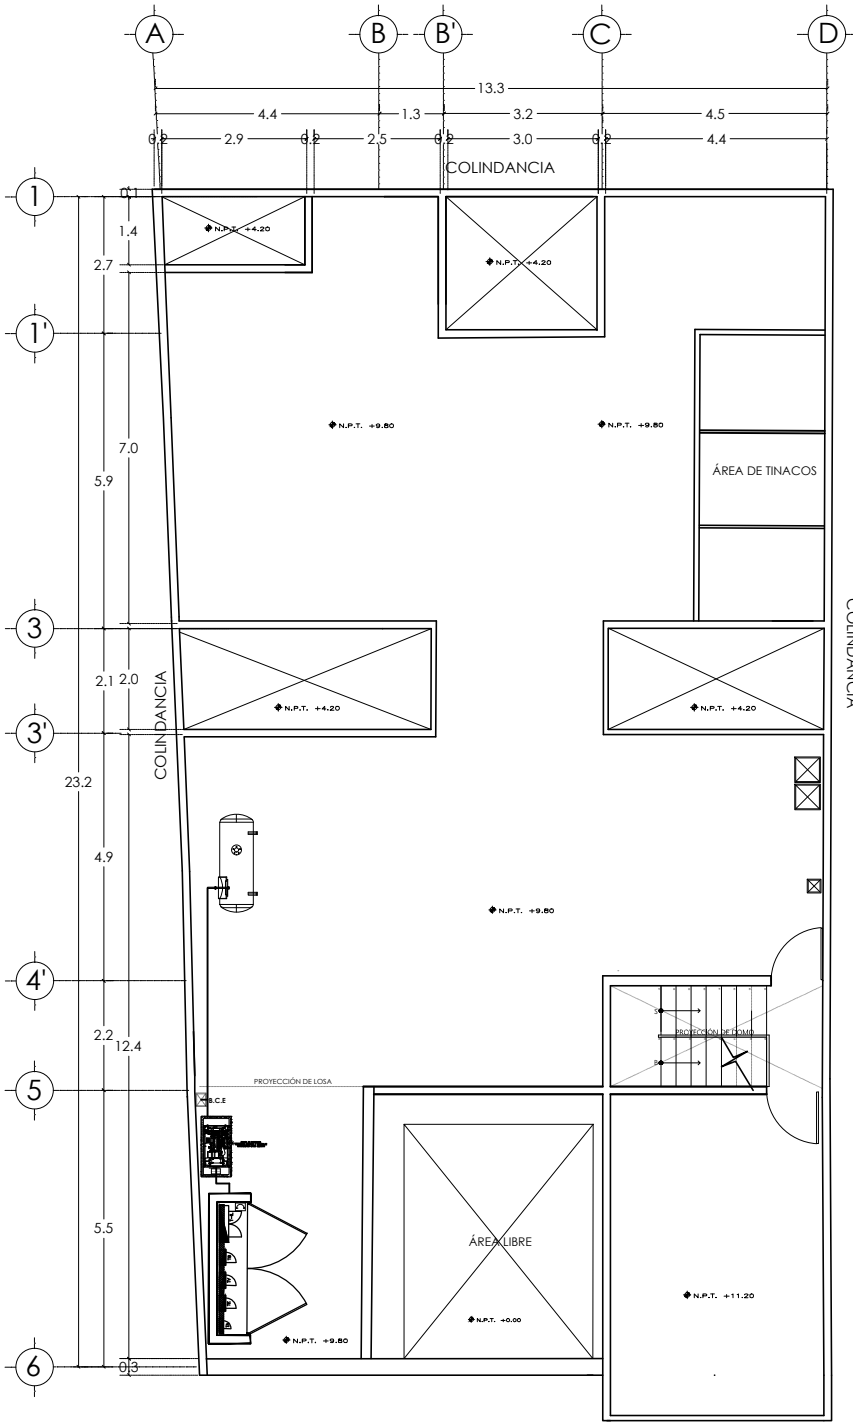 A
B
B'
C
D
13.3
4.4
1.3
3.2
4.5
0.2
2.9
0.2
2.5
0.2
3.0
0.2
4.4
COLINDANCIA
1
0.1
1.4
N.P.T. +4.20
N.P.T. +4.20
2.7
1'
N.P.T. +9.80
N.P.T. +9.80
7.0
5.9
ÁREA DE TINACOS
3
COLINDANCIA
2.1
2.0
COLINDANCIA
N.P.T. +4.20
N.P.T. +4.20
3'
23.2
4.9
N.P.T. +9.80
4'
S
PROYECCIÓN DE DOMO
2.2
12.4
B
5
PROYECCIÓN DE LOSA
B.C.E
5.5
ÁREA LIBRE
N.P.T. +11.20
N.P.T. +0.00
N.P.T. +9.80
6
0.3